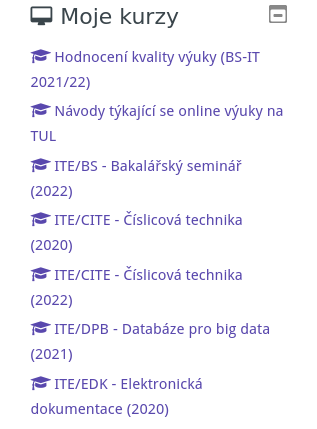 Moje kurzy
Hodnocení kvality výuky (BS-IT
2021/22)
Návody týkající se online výuky na
TUL
ITE/BS - Bakalářský seminář
(2022)
ITE/CITE - Číslicová technika
(2020)
ITE/CITE - Číslicová technika
(2022)
ITE/DPB - Databáze pro big data
(2021)
ITE/EDK - Elektronická
dokumentace (2020)